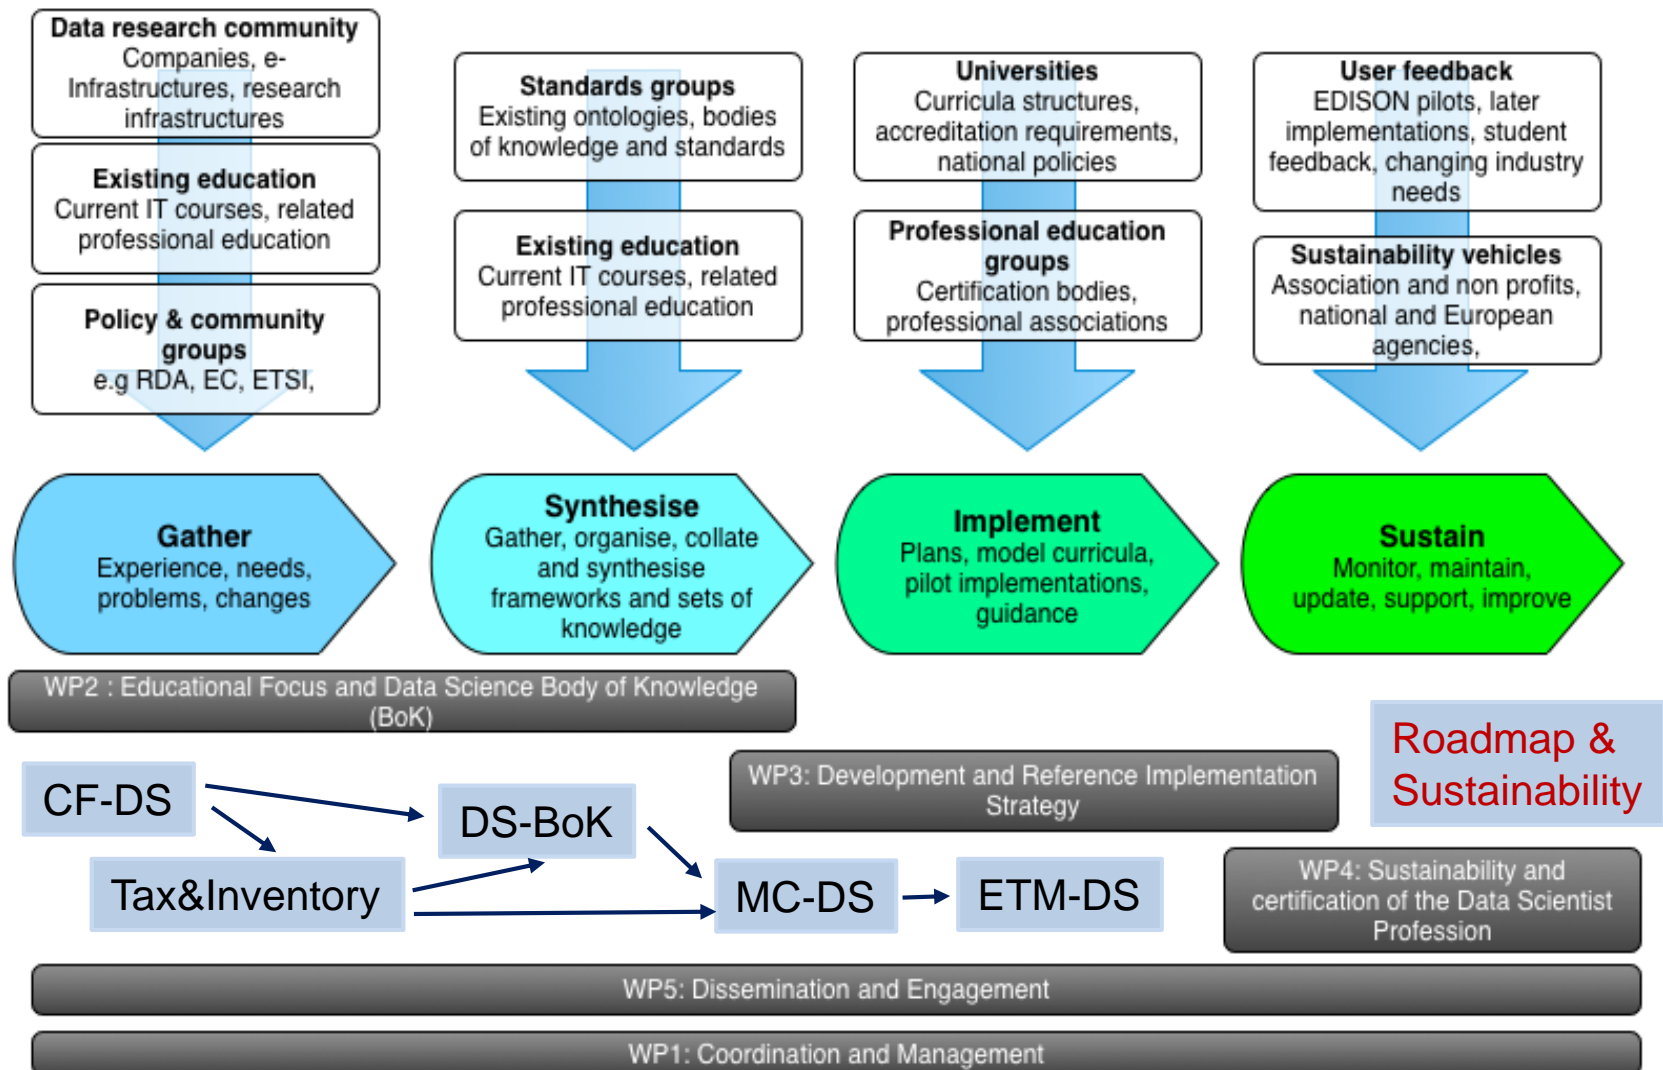 Data research community
Companies, e-
Infrastructures, research
infrastructures
Existing education
Current IT courses, related
professional education
Policy & community
groups
e.g RDA, EC, ETSI,
Standards groups
Existing ontologies, bodies
of knowledge and standards
Existing education
Current IT courses, related
professional education
Universities
Curricula structures,
accreditation requirements,
national policies
Professional education
groups
Certification bodies,
professional associations
User feedback
EDISON pilots, later
implementations, student
feedback, changing industry
needs
Sustainability vehicles
Association and non profits,
national and European
agencies,
Gather
Experience, needs,
problems, changes
Synthesise
Gather, organise, collate
and synthesise
frameworks and sets of
knowledge
Implement
Plans, model curricula,
pilot implementations,
guidance
Sustain
Monitor, maintain,
update, support, improve
WP2 : Educational Focus and Data Science Body of Knowledge
(BoK)
Roadmap &
Sustainability
WP3: Development and Reference Implementation
Strategy
CF-DS
DS-BoK
Tax&Inventory
MC-DS
ETM-DS
WP4: Sustainability and
certification of the Data Scientist
Profession
WP5: Dissemination and Engagement
WP1: Coordination and Management